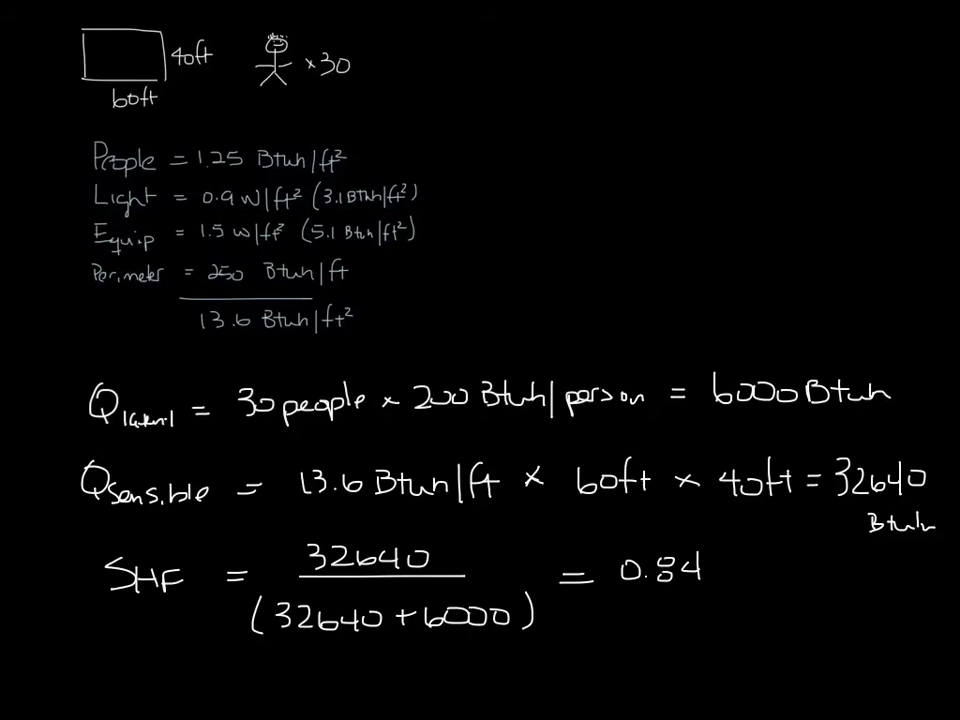 40ft
× 30
60ft
People = 1.25 Btuh/ft²
Light = 0.9 W/ft² (3.1 Btuh/ft²)
Equip = 1.5 W/ft² (5.1 Btuh/ft²)
Perimeter = 250 Btuh/ft
13.6 Btuh/ft²
Qlatent = 30 people × 200 Btuh/person = 6000 Btuh
QSensible = 13.6 Btuh/ft × 60ft × 40ft = 32640
Btuh
SHF = 32640 / (32640 + 6000) = 0.84